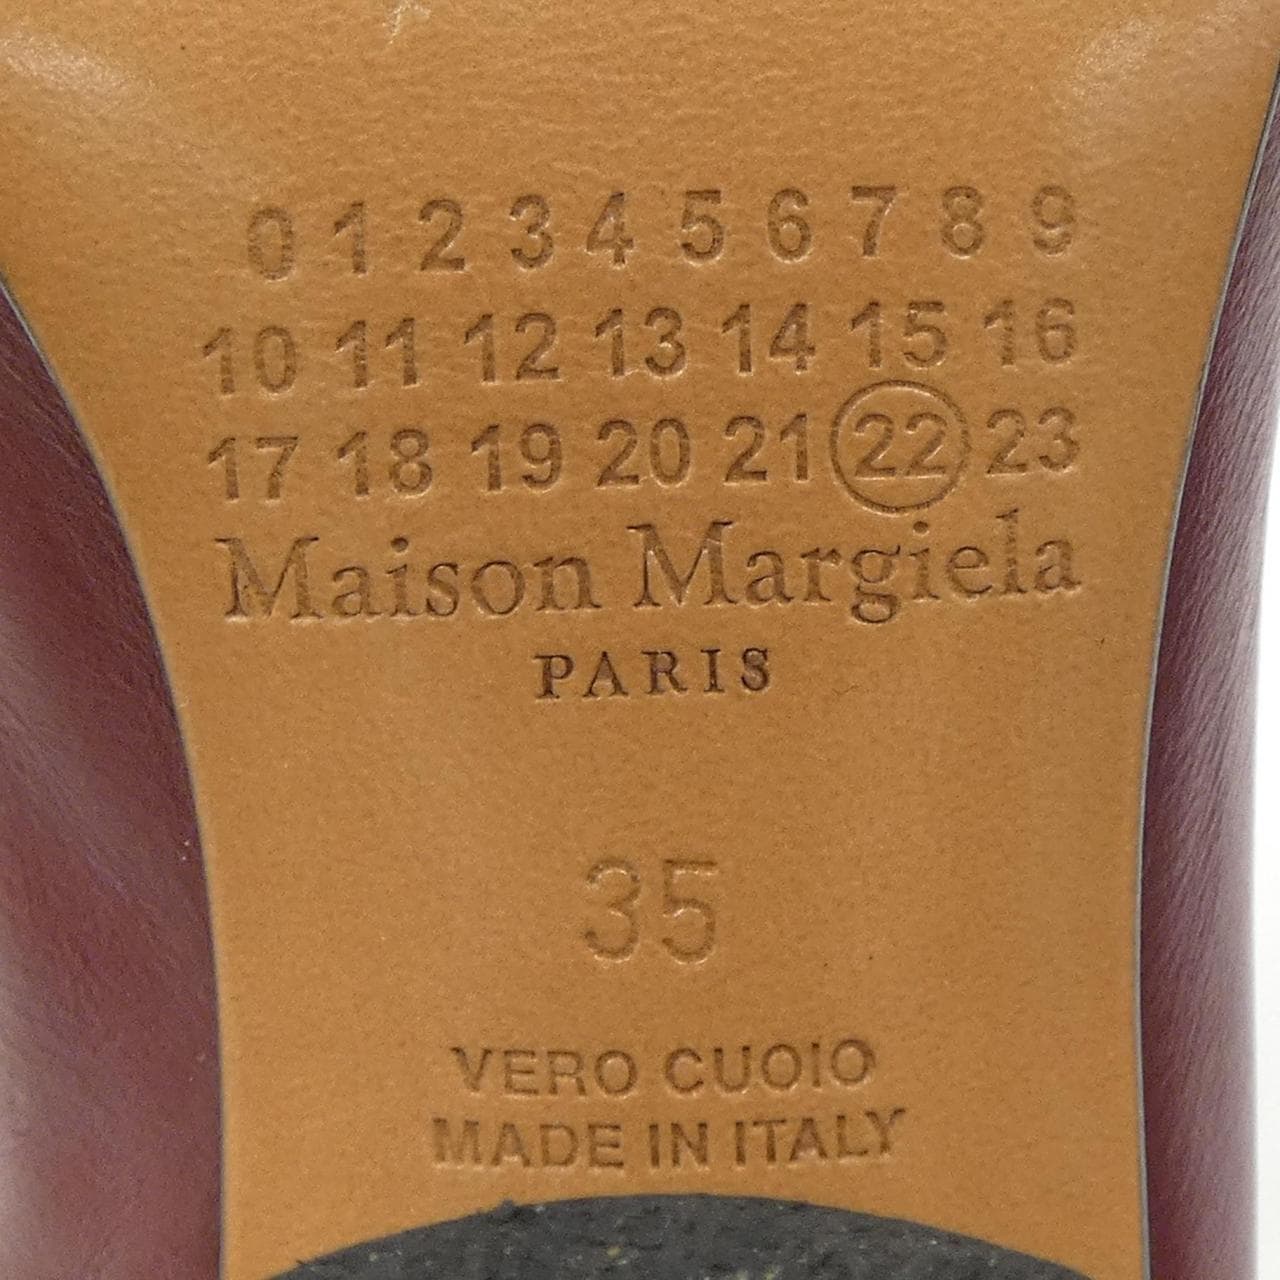 0 1 2 3 4 5 6 7 8 9
10 11 12 13 14 15 16
17 18 19 20 21 22 23
Maison Margiela
PARIS
35
VERO CUOIO
MADE IN ITALY